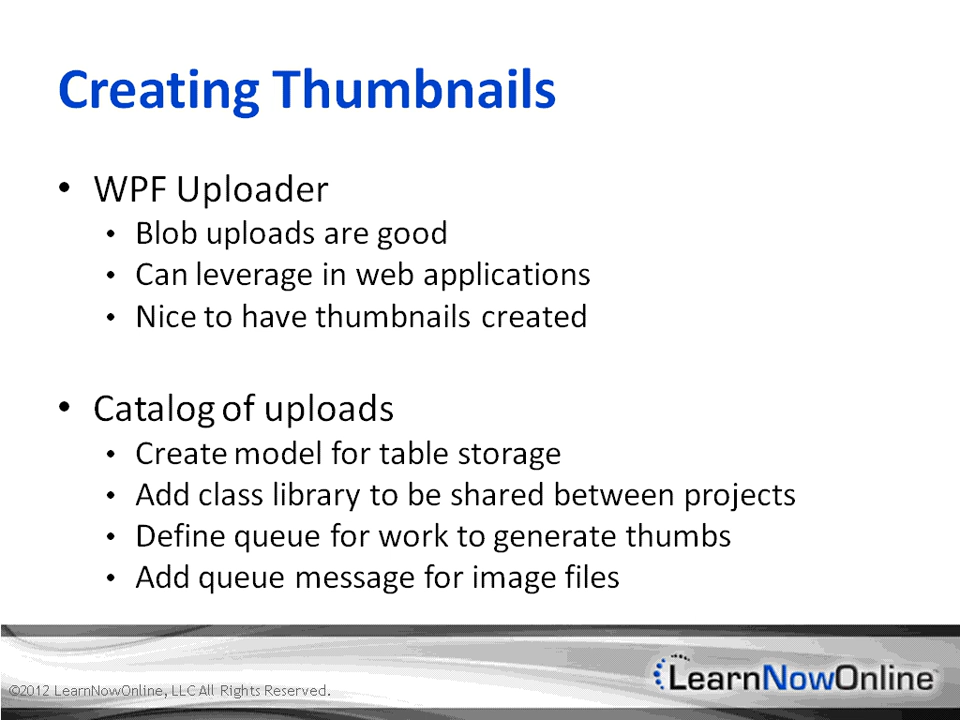 Creating Thumbnails
• WPF Uploader
• Blob uploads are good
• Can leverage in web applications
• Nice to have thumbnails created
• Catalog of uploads
• Create model for table storage
• Add class library to be shared between projects
• Define queue for work to generate thumbs
• Add queue message for image files
©2012 LearnNowOnline, LLC All Rights Reserved.
LearnNowOnline